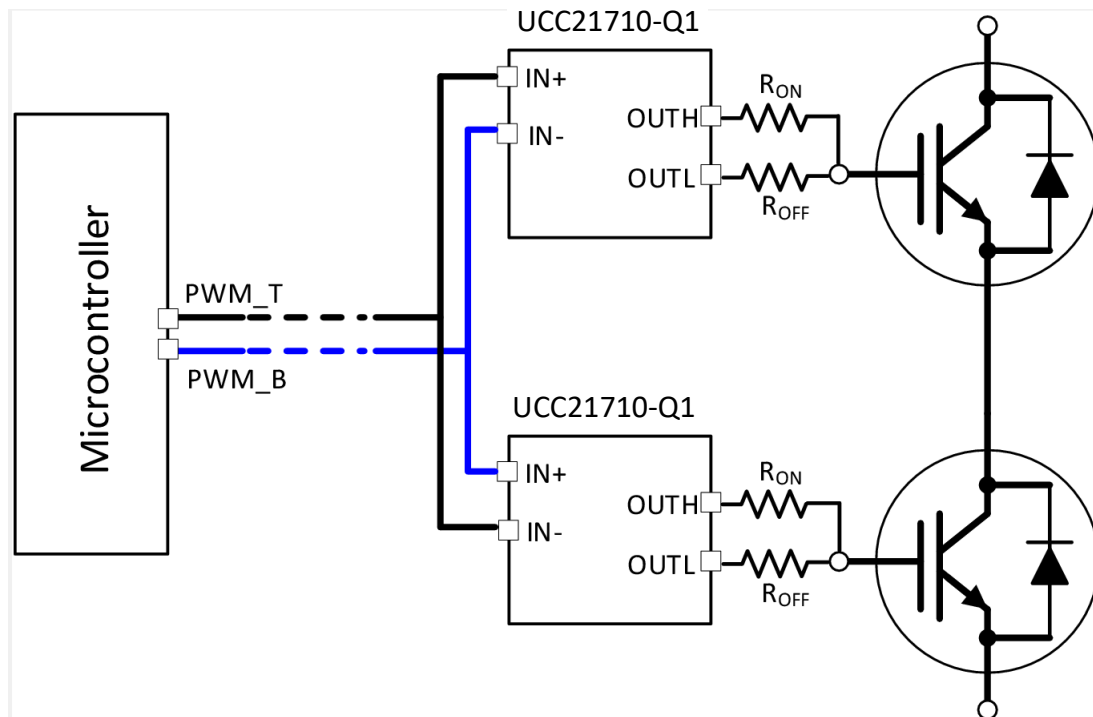 UCC21710-Q1
IN+
IN-
OUTH
OUTL
RON
ROFF
Microcontroller
PWM_T
PWM_B
UCC21710-Q1
IN+
IN-
OUTH
OUTL
RON
ROFF